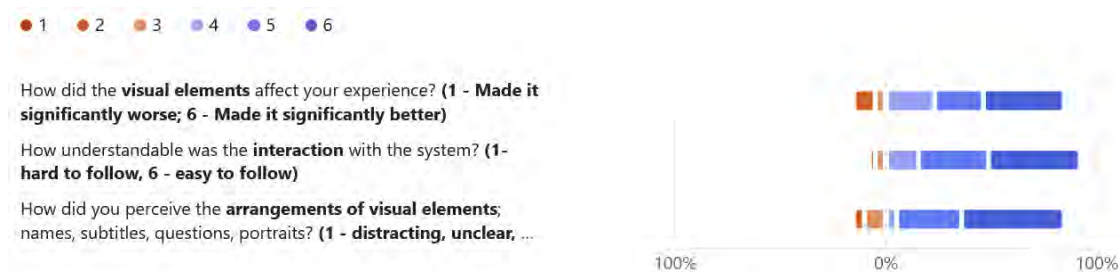 1 2 3 4 5 6
How did the visual elements affect your experience? (1 - Made it
significantly worse; 6 - Made it significantly better)
How understandable was the interaction with the system? (1-
hard to follow, 6 - easy to follow)
How did you perceive the arrangements of visual elements;
names, subtitles, questions, portraits? (1 - distracting, unclear, ...
100% 0% 100%